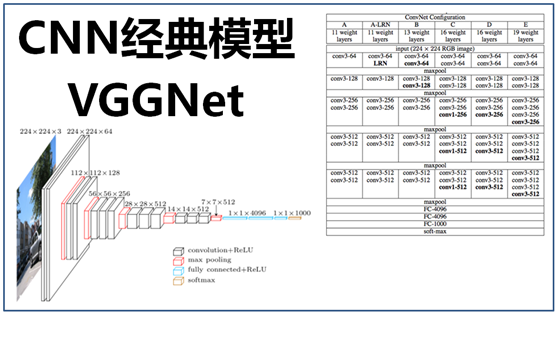 CNN经典模型
VGGNet
224×224×3 224×224×64
112×112×128
56×56×256
28×28×512
14×14×512
7×7×512
1×1×4096 1×1×1000
convolution+ReLU
max pooling
fully connected+ReLU
softmax
ConvNet Configuration
A A-LRN B C D E
11 weight 11 weight 13 weight 16 weight 16 weight 19 weight
layers layers layers layers layers layers
input (224 × 224 RGB image)
conv3-64 conv3-64 conv3-64 conv3-64 conv3-64 conv3-64
LRN conv3-64 conv3-64 conv3-64 conv3-64
maxpool
conv3-128 conv3-128 conv3-128 conv3-128 conv3-128 conv3-128
conv3-128 conv3-128 conv3-128 conv3-128
maxpool
conv3-256 conv3-256 conv3-256 conv3-256 conv3-256 conv3-256
conv3-256 conv3-256 conv3-256 conv3-256 conv3-256 conv3-256
conv1-256 conv3-256 conv3-256
conv3-256
maxpool
conv3-512 conv3-512 conv3-512 conv3-512 conv3-512 conv3-512
conv3-512 conv3-512 conv3-512 conv3-512 conv3-512 conv3-512
conv1-512 conv3-512 conv3-512
conv3-512
maxpool
conv3-512 conv3-512 conv3-512 conv3-512 conv3-512 conv3-512
conv3-512 conv3-512 conv3-512 conv3-512 conv3-512 conv3-512
conv1-512 conv3-512 conv3-512
conv3-512
maxpool
FC-4096
FC-4096
FC-1000
soft-max